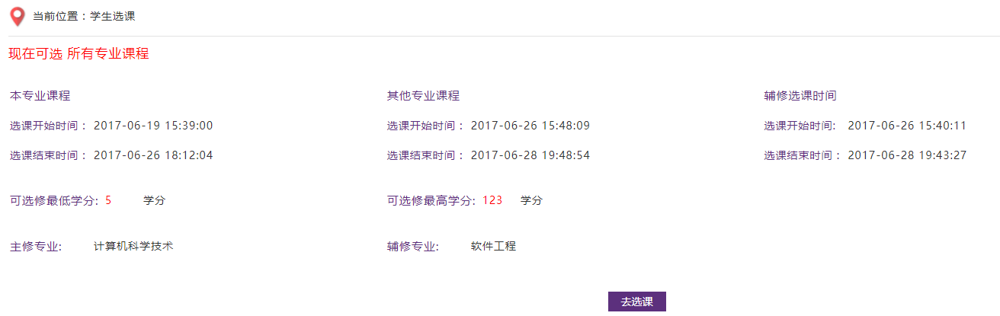 当前位置：学生选课
现在可选 所有专业课程
本专业课程 其他专业课程 辅修选课时间
选课开始时间： 2017-06-19 15:39:00 选课开始时间： 2017-06-26 15:48:09 选课开始时间: 2017-06-26 15:40:11
选课结束时间： 2017-06-26 18:12:04 选课结束时间： 2017-06-28 19:48:54 选课结束时间： 2017-06-28 19:43:27
可选修最低学分: 5 学分 可选修最高学分: 123 学分
主修专业: 计算机科学技术 辅修专业: 软件工程
去选课